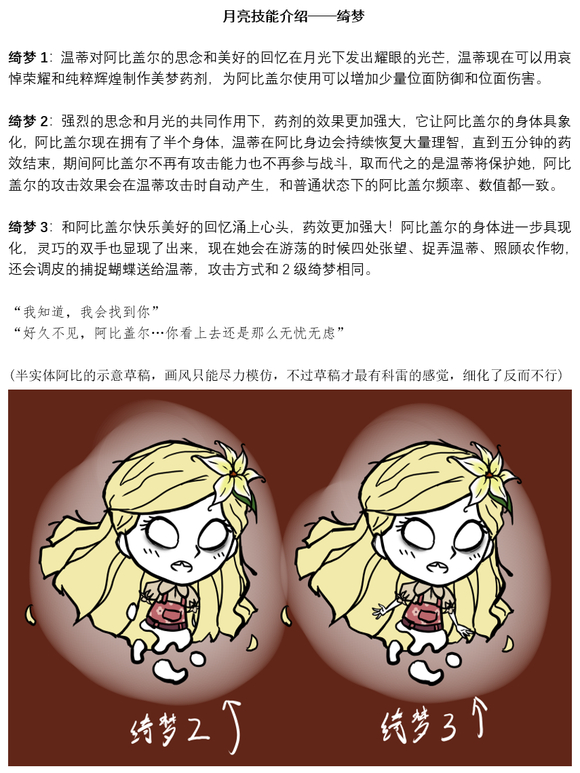 月亮技能介绍——绮梦
绮梦 1：温蒂对阿比盖尔的思念和美好的回忆在月光下发出耀眼的光芒，温蒂现在可以用哀
悼荣耀和纯粹辉煌制作美梦药剂，为阿比盖尔使用可以增加少量位面防御和位面伤害。
绮梦 2：强烈的思念和月光的共同作用下，药剂的效果更加强大，它让阿比盖尔的身体具象
化，阿比盖尔现在拥有了半个身体，温蒂在阿比身边会持续恢复大量理智，直到五分钟的药
效结束，期间阿比盖尔不再有攻击能力也不再参与战斗，取而代之的是温蒂将保护她，阿比
盖尔的攻击效果会在温蒂攻击时自动产生，和普通状态下的阿比盖尔频率、数值都一致。
绮梦 3：和阿比盖尔快乐美好的回忆涌上心头，药效更加强大！阿比盖尔的身体进一步具现
化，灵巧的双手也显现了出来，现在她会在游荡的时候四处张望、捉弄温蒂、照顾农作物，
还会调皮的捕捉蝴蝶送给温蒂，攻击方式和 2 级绮梦相同。
“我知道，我会找到你”
“好久不见，阿比盖尔…你看上去还是那么无忧无虑”
(半实体阿比的示意草稿，画风只能尽力模仿，不过草稿才最有科雷的感觉，细化了反而不行)
绮梦2
绮梦3